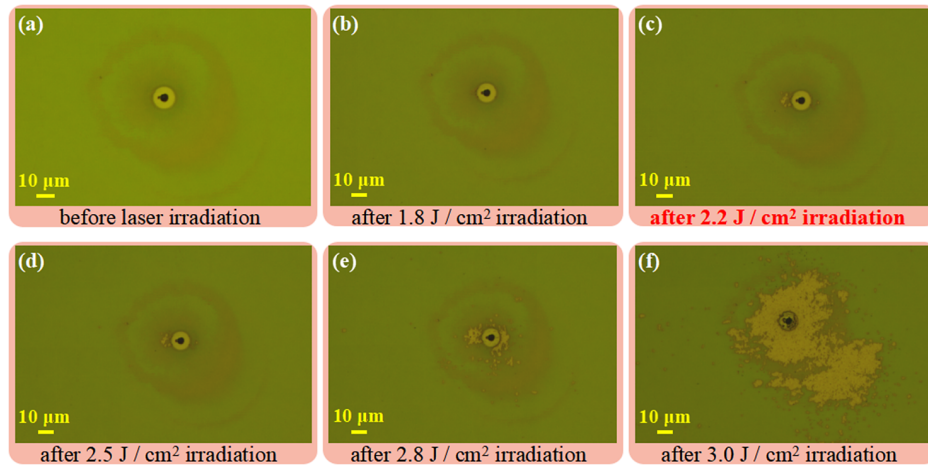 (a)
10 μm
before laser irradiation
(b)
10 μm
after 1.8 J / cm² irradiation
(c)
10 μm
after 2.2 J / cm² irradiation
(d)
10 μm
after 2.5 J / cm² irradiation
(e)
10 μm
after 2.8 J / cm² irradiation
(f)
10 μm
after 3.0 J / cm² irradiation